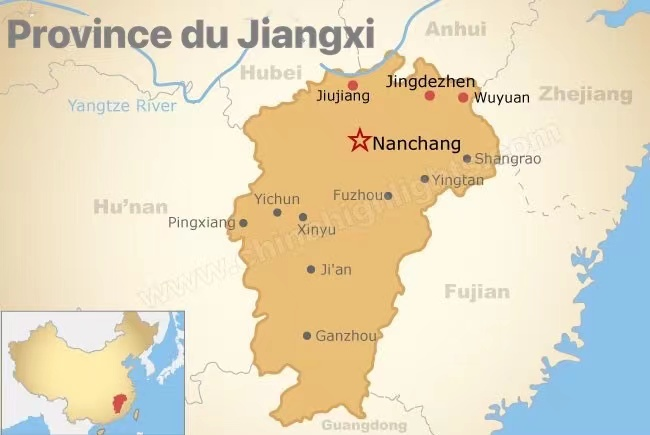 Province du Jiangxi
Anhui
Hubei
Jingdezhen
Jiujiang
Wuyuan
Zhejiang
Yangtze River
Nanchang
Shangrao
Yingtan
Fuzhou
Yichun
Hu'nan
Pingxiang
Xinyu
www.chinahighlights.com
Ji'an
Fujian
Ganzhou
Guangdong